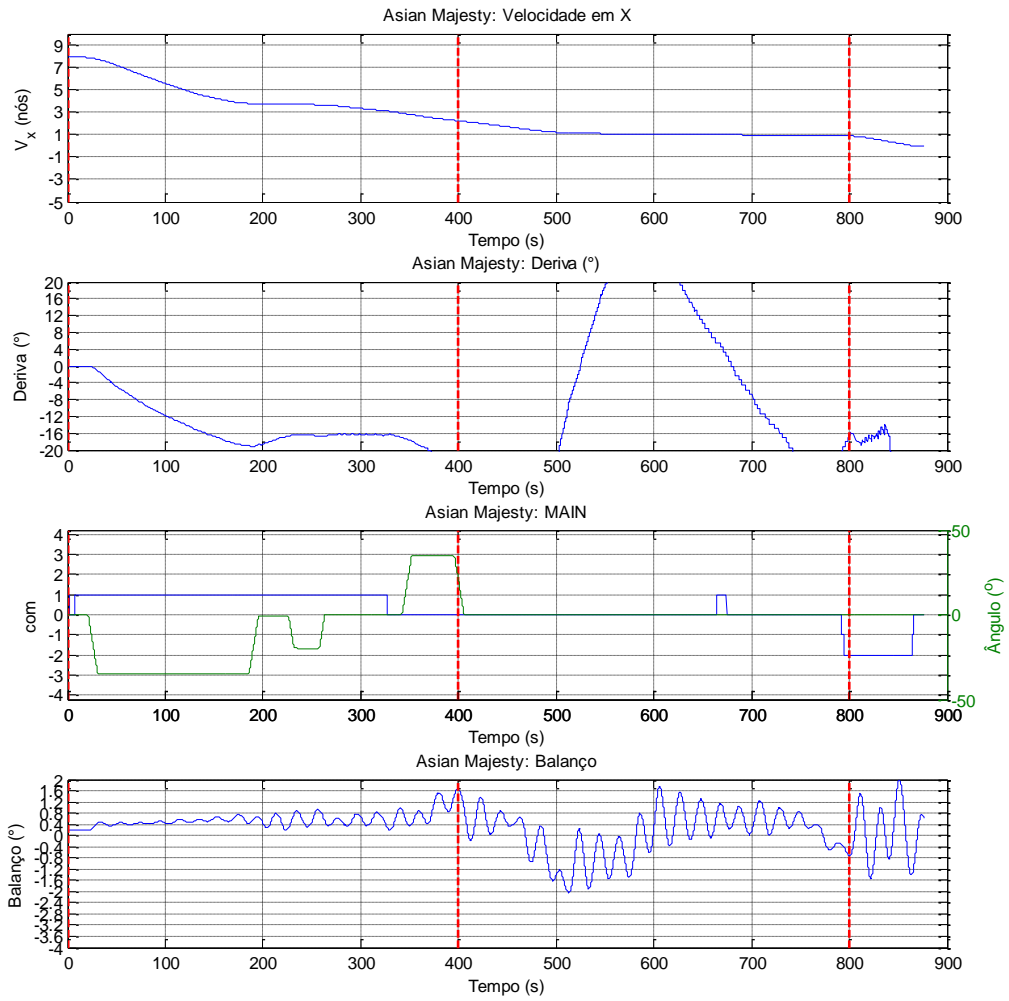 Asian Majesty: Velocidade em X
9
7
5
3
1
-1
-3
-5
V_x (nós)
0 100 200 300 400 500 600 700 800 900
Tempo (s)
Asian Majesty: Deriva (°)
20
16
12
8
4
0
-4
-8
-12
-16
-20
Deriva (°)
0 100 200 300 400 500 600 700 800 900
Tempo (s)
Asian Majesty: MAIN
4
3
2
1
0
-1
-2
-3
-4
com
50
0
-50
Ângulo (º)
0 100 200 300 400 500 600 700 800 900
Tempo (s)
Asian Majesty: Balanço
2
1.6
1.2
0.8
0.4
0
-0.4
-0.8
-1.2
-1.6
-2
-2.4
-2.8
-3.2
-3.6
-4
Balanço (°)
0 100 200 300 400 500 600 700 800 900
Tempo (s)